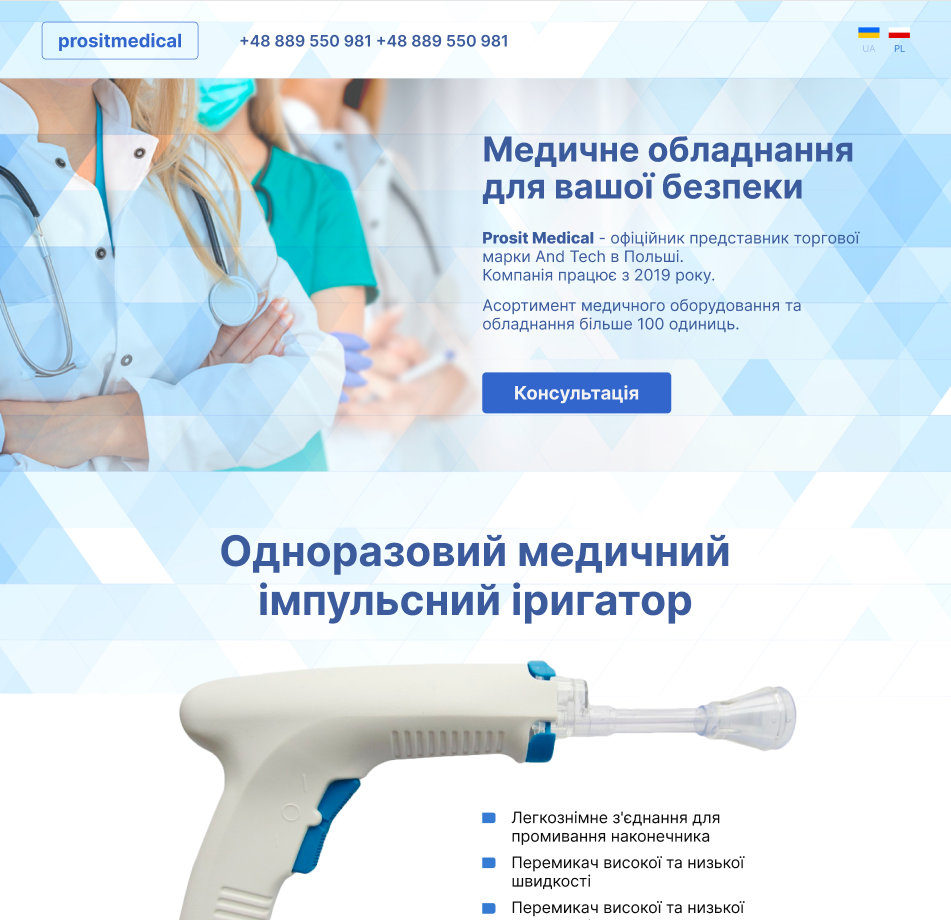 prositmedical
+48 889 550 981 +48 889 550 981
UA
PL
Медичне обладнання
для вашої безпеки
Prosit Medical - офіційник представник торгової
марки And Tech в Польші.
Компанія працює з 2019 року.
Асортимент медичного оборудовання та
обладнання більше 100 одиниць.
Консультація
Одноразовий медичний
імпульсний іригатор
Легкознімне з'єднання для
промивання наконечника
Перемикач високої та низької
швидкості
Перемикач високої та низької